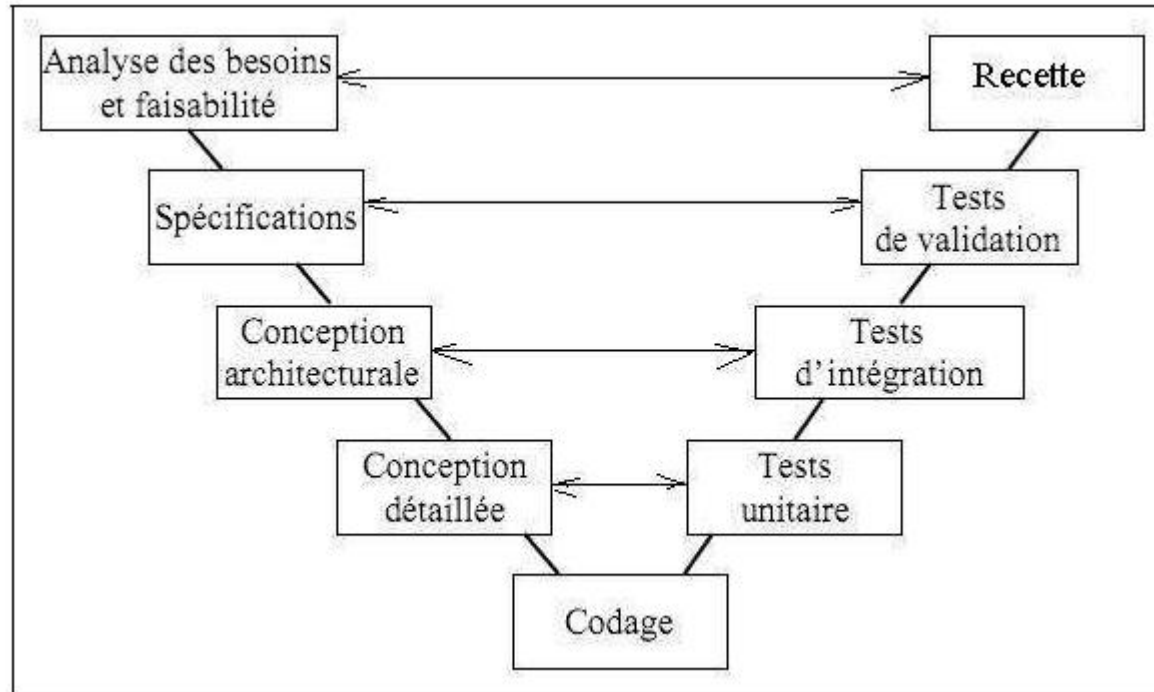 Analyse des besoins
et faisabilité
Recette
Spécifications
Tests
de validation
Conception
architecturale
Tests
d'intégration
Conception
détaillée
Tests
unitaire
Codage